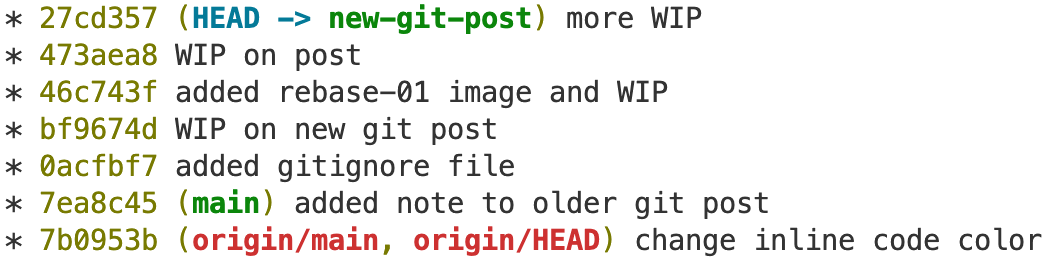 * 27cd357 (HEAD -> new-git-post) more WIP
* 473aea8 WIP on post
* 46c743f added rebase-01 image and WIP
* bf9674d WIP on new git post
* 0acfbf7 added gitignore file
* 7ea8c45 (main) added note to older git post
* 7b0953b (origin/main, origin/HEAD) change inline code color